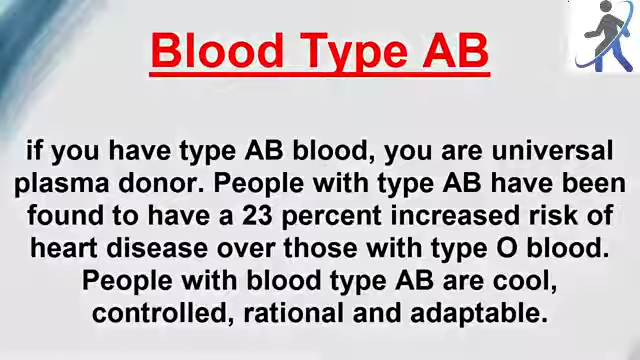 Blood Type AB
if you have type AB blood, you are universal
plasma donor. People with type AB have been
found to have a 23 percent increased risk of
heart disease over those with type O blood.
People with blood type AB are cool,
controlled, rational and adaptable.